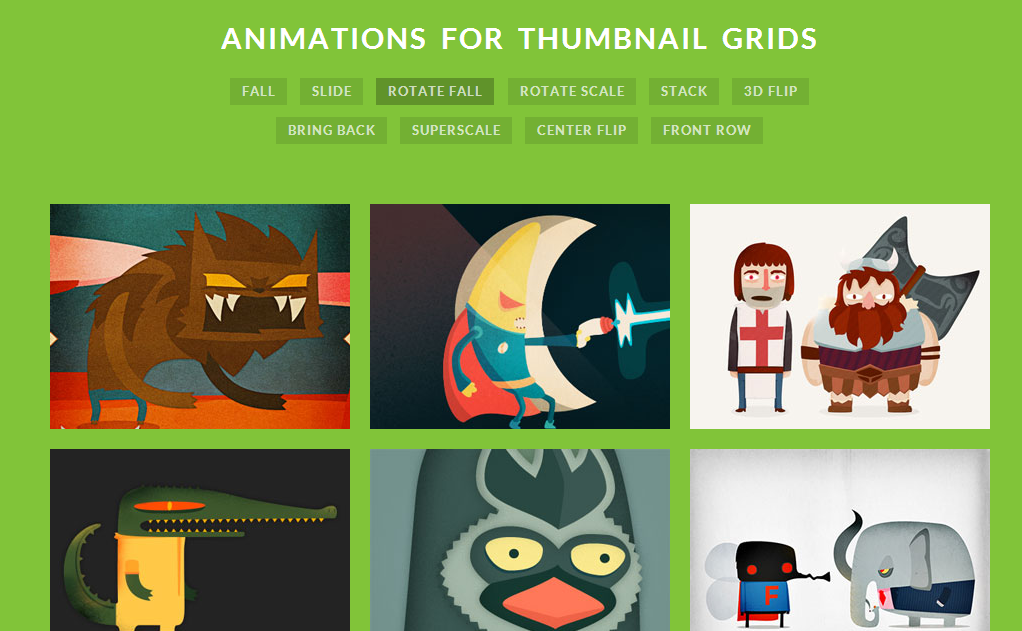 ANIMATIONS FOR THUMBNAIL GRIDS
FALL SLIDE ROTATE FALL ROTATE SCALE STACK 3D FLIP
BRING BACK SUPERSCALE CENTER FLIP FRONT ROW
F